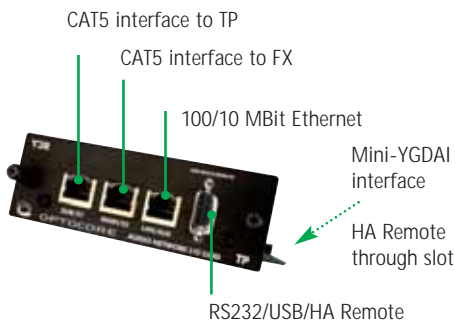 CAT5 interface to TP
CAT5 interface to FX
100/10 MBit Ethernet
Mini-YGDAI
interface
HA Remote
through slot
OPTOCORE
TP
RS232/USB/HA Remote